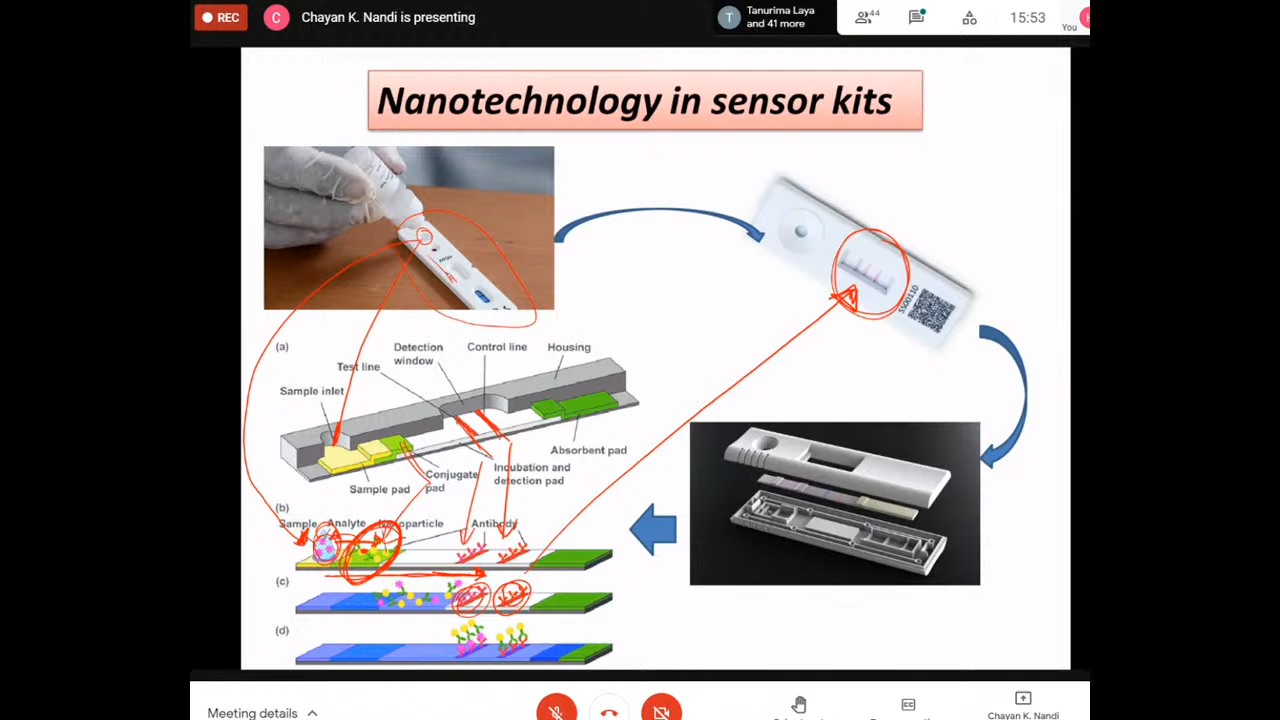 REC
C
Chayan K. Nandi is presenting
T
Tanurima Laya
and 41 more
44
15:53
You
Nanotechnology in sensor kits
SS00110
(a)
Detection
window
Control line
Housing
Test line
Sample inlet
Absorbent pad
Incubation and
detection pad
Conjugate
pad
Sample pad
(b)
Sample
Analyte
Nanoparticle
Antibody
(c)
(d)
Meeting details
Chayan K. Nandi